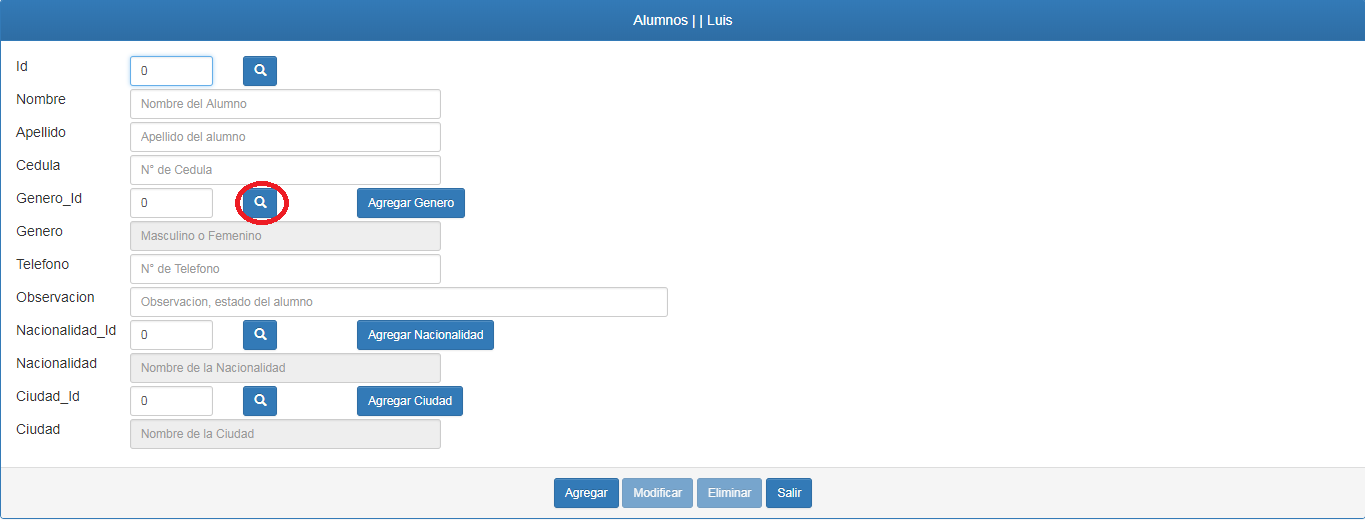 Alumnos | | Luis
Id 0
Nombre Nombre del Alumno
Apellido Apellido del alumno
Cedula N° de Cedula
Genero_Id 0 Agregar Genero
Genero Masculino o Femenino
Telefono N° de Telefono
Observacion Observacion, estado del alumno
Nacionalidad_Id 0 Agregar Nacionalidad
Nacionalidad Nombre de la Nacionalidad
Ciudad_Id 0 Agregar Ciudad
Ciudad Nombre de la Ciudad
Agregar Modificar Eliminar Salir